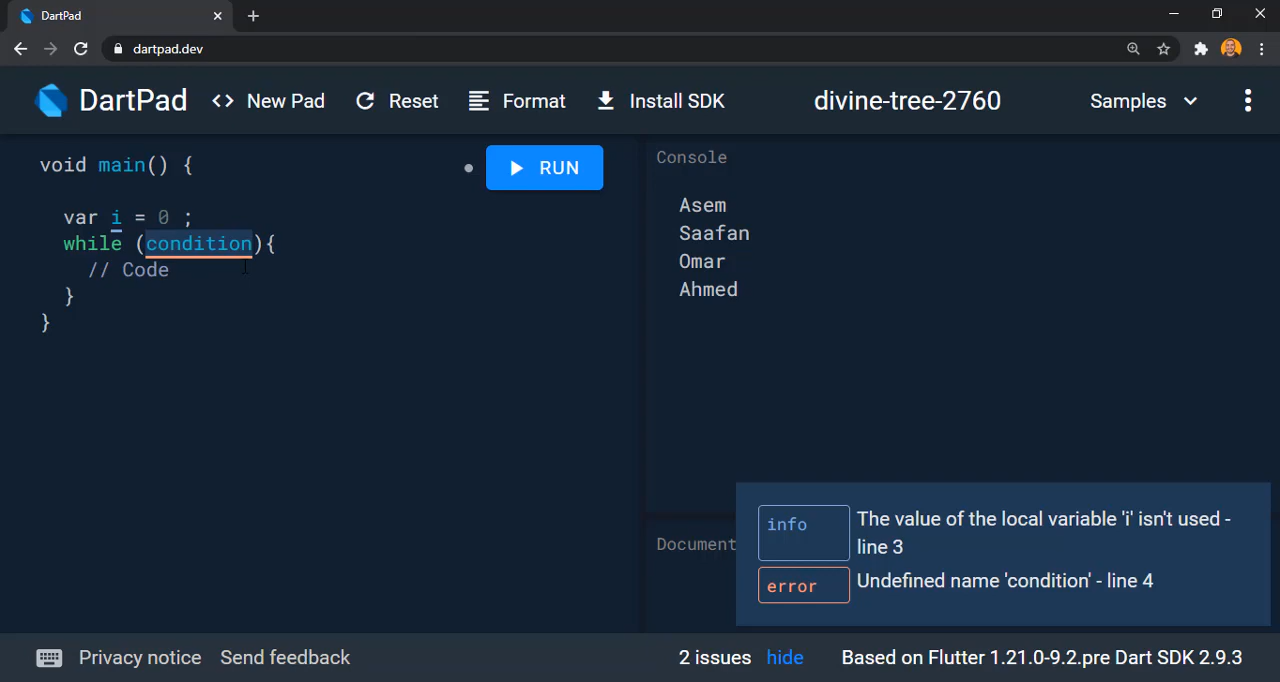 DartPad
dartpad.dev
DartPad
<> New Pad
Reset
Format
Install SDK
divine-tree-2760
Samples
void main() {
RUN
var i = 0 ;
while (condition){
// Code
}
}
Console
Asem
Saafan
Omar
Ahmed
Document
info
The value of the local variable 'i' isn't used -
line 3
error
Undefined name 'condition' - line 4
Privacy notice
Send feedback
2 issues
hide
Based on Flutter 1.21.0-9.2.pre Dart SDK 2.9.3